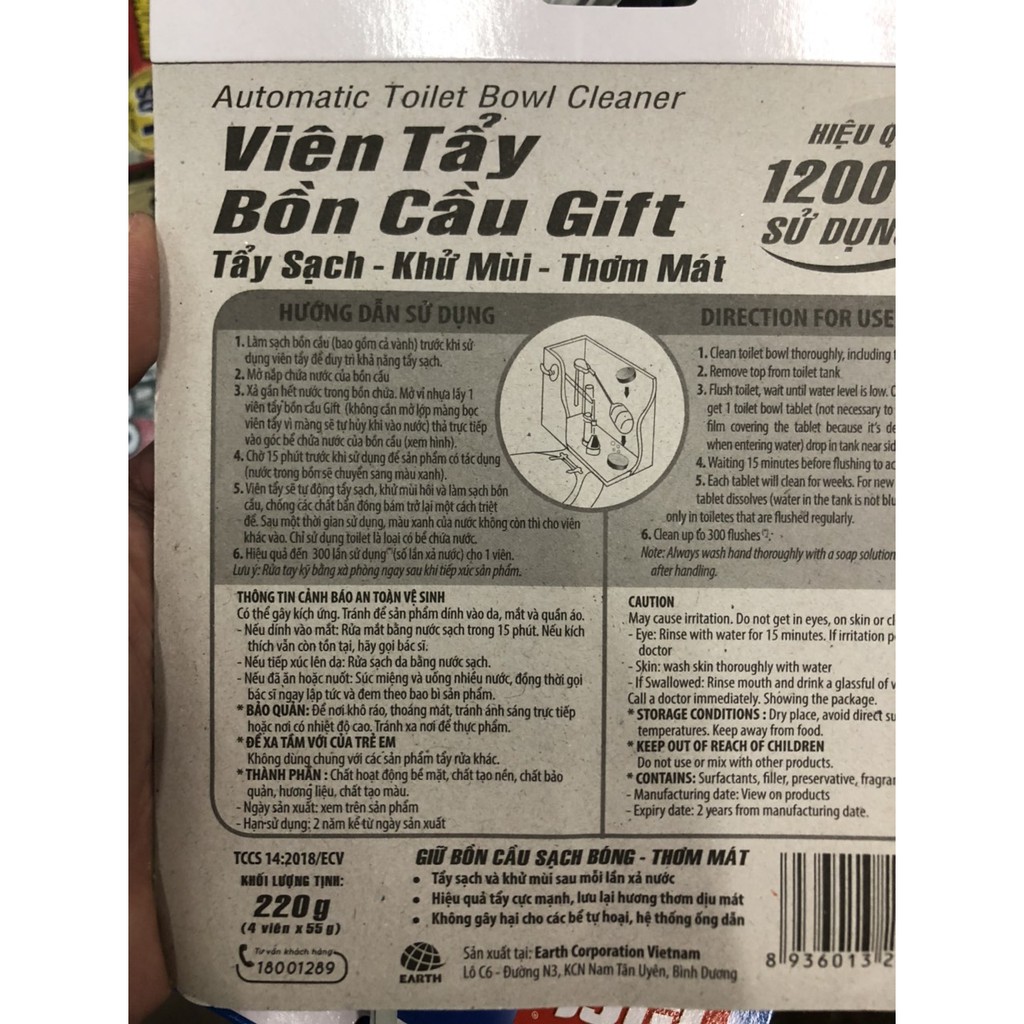 Automatic Toilet Bowl Cleaner
Viên Tẩy
Bồn Cầu Gift
Tẩy Sạch - Khử Mùi - Thơm Mát
HIỆU Q
1200
SỬ DỤN
HƯỚNG DẪN SỬ DỤNG
1. Làm sạch bồn cầu (bao gồm cả vành) trước khi sử
dụng viên tẩy để duy trì khả năng tẩy sạch.
2. Mở nắp chứa nước của bồn cầu
3. Xả gần hết nước trong bồn chứa. Mở vỉ nhựa lấy 1
viên tẩy bồn cầu Gift (không cần mở lớp màng bọc
viên tẩy vì màng sẽ tự hủy khi vào nước) thả trực tiếp
vào góc bể chứa nước của bồn cầu (xem hình).
4. Chờ 15 phút trước khi sử dụng để sản phẩm có tác dụng
(nước trong bồn sẽ chuyển sang màu xanh).
5. Viên tẩy sẽ tự động tẩy sạch, khử mùi hôi và làm sạch bồn
cầu, chống các chất bẩn đóng bám trở lại một cách triệt
để. Sau một thời gian sử dụng, màu xanh của nước không còn thì cho viên
khác vào. Chỉ sử dụng toilet là loại có bể chứa nước.
6. Hiệu quả đến 300 lần sử dụng (số lần xả nước) cho 1 viên.
Lưu ý: Rửa tay kỹ bằng xà phòng ngay sau khi tiếp xúc sản phẩm.
DIRECTION FOR USE
1. Clean toilet bowl thoroughly, including
2. Remove top from toilet tank
3. Flush toilet, wait until water level is low.
get 1 toilet bowl tablet (not necessary to
film covering the tablet because it's de
when entering water) drop in tank near sid
4. Waiting 15 minutes before flushing to ac
5. Each tablet will clean for weeks. For new
tablet dissolves (water in the tank is not blu
only in toiletes that are flushed regularly.
6. Clean up to 300 flushes
Note: Always wash hand thoroughly with a soap solution
after handling.
THÔNG TIN CẢNH BÁO AN TOÀN VỆ SINH
Có thể gây kích ứng. Tránh để sản phẩm dính vào da, mắt và quần áo.
- Nếu dính vào mắt: Rửa mắt bằng nước sạch trong 15 phút. Nếu kích
thích vẫn còn tồn tại, hãy gọi bác sĩ.
- Nếu tiếp xúc lên da: Rửa sạch da bằng nước sạch.
- Nếu đã ăn hoặc nuốt: Súc miệng và uống nhiều nước, đồng thời gọi
bác sĩ ngay lập tức và đem theo bao bì sản phẩm.
* BẢO QUẢN: Để nơi khô ráo, thoáng mát, tránh ánh sáng trực tiếp
hoặc nơi có nhiệt độ cao. Tránh xa nơi để thực phẩm.
* ĐỂ XA TẦM VỚI CỦA TRẺ EM
Không dùng chung với các sản phẩm tẩy rửa khác.
* THÀNH PHẦN : Chất hoạt động bề mặt, chất tạo nền, chất bảo
quản, hương liệu, chất tạo màu.
- Ngày sản xuất: xem trên sản phẩm
- Hạn sử dụng: 2 năm kể từ ngày sản xuất
CAUTION
May cause irritation. Do not get in eyes, on skin or cl
- Eye: Rinse with water for 15 minutes. If irritation p
doctor
- Skin: wash skin thoroughly with water
- If Swallowed: Rinse mouth and drink a glassful of
Call a doctor immediately. Showing the package.
* STORAGE CONDITIONS : Dry place, avoid direct su
temperatures. Keep away from food.
* KEEP OUT OF REACH OF CHILDREN
Do not use or mix with other products.
* CONTAINS: Surfactants, filler, preservative, fragran
- Manufacturing date: View on products
- Expiry date: 2 years from manufacturing date.
TCCS 14:2018/ECV
KHỐI LƯỢNG TỊNH:
220g
(4 viên x 55g)
Tư vấn khách hàng
18001289
GIỮ BỒN CẦU SẠCH BÓNG - THƠM MÁT
• Tẩy sạch và khử mùi sau mỗi lần xả nước
• Hiệu quả tẩy cực mạnh, lưu lại hương thơm dịu mát
• Không gây hại cho các bể tự hoại, hệ thống ống dẫn
EARTH
Sản xuất tại: Earth Corporation Vietnam
Lô C6 - Đường N3, KCN Nam Tân Uyên, Bình Dương
8 936013 2